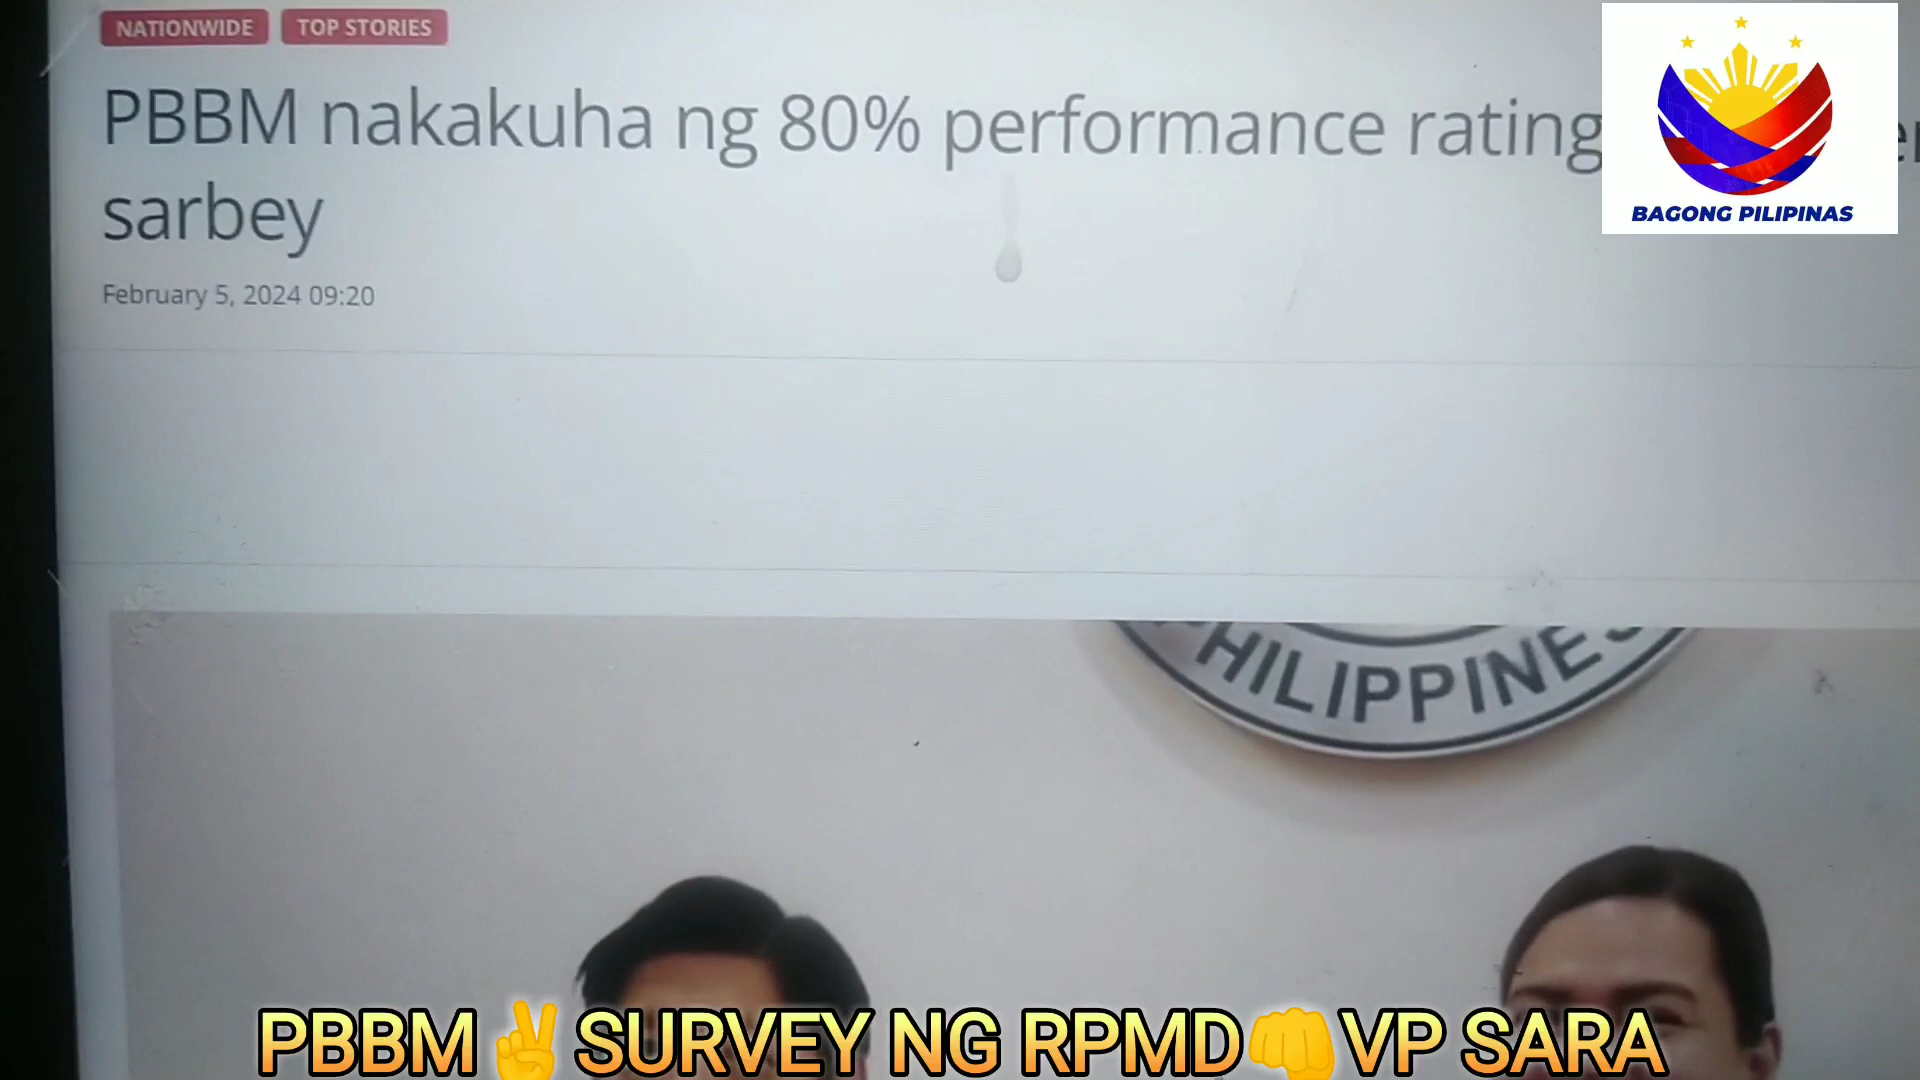 NATIONWIDE TOP STORIES
PBBM nakakuha ng 80% performance rating
sarbey
February 5, 2024 09:20
BAGONG PILIPINAS
PHILIPPINES
PBBM✌SURVEY NG RPMD👊VP SARA